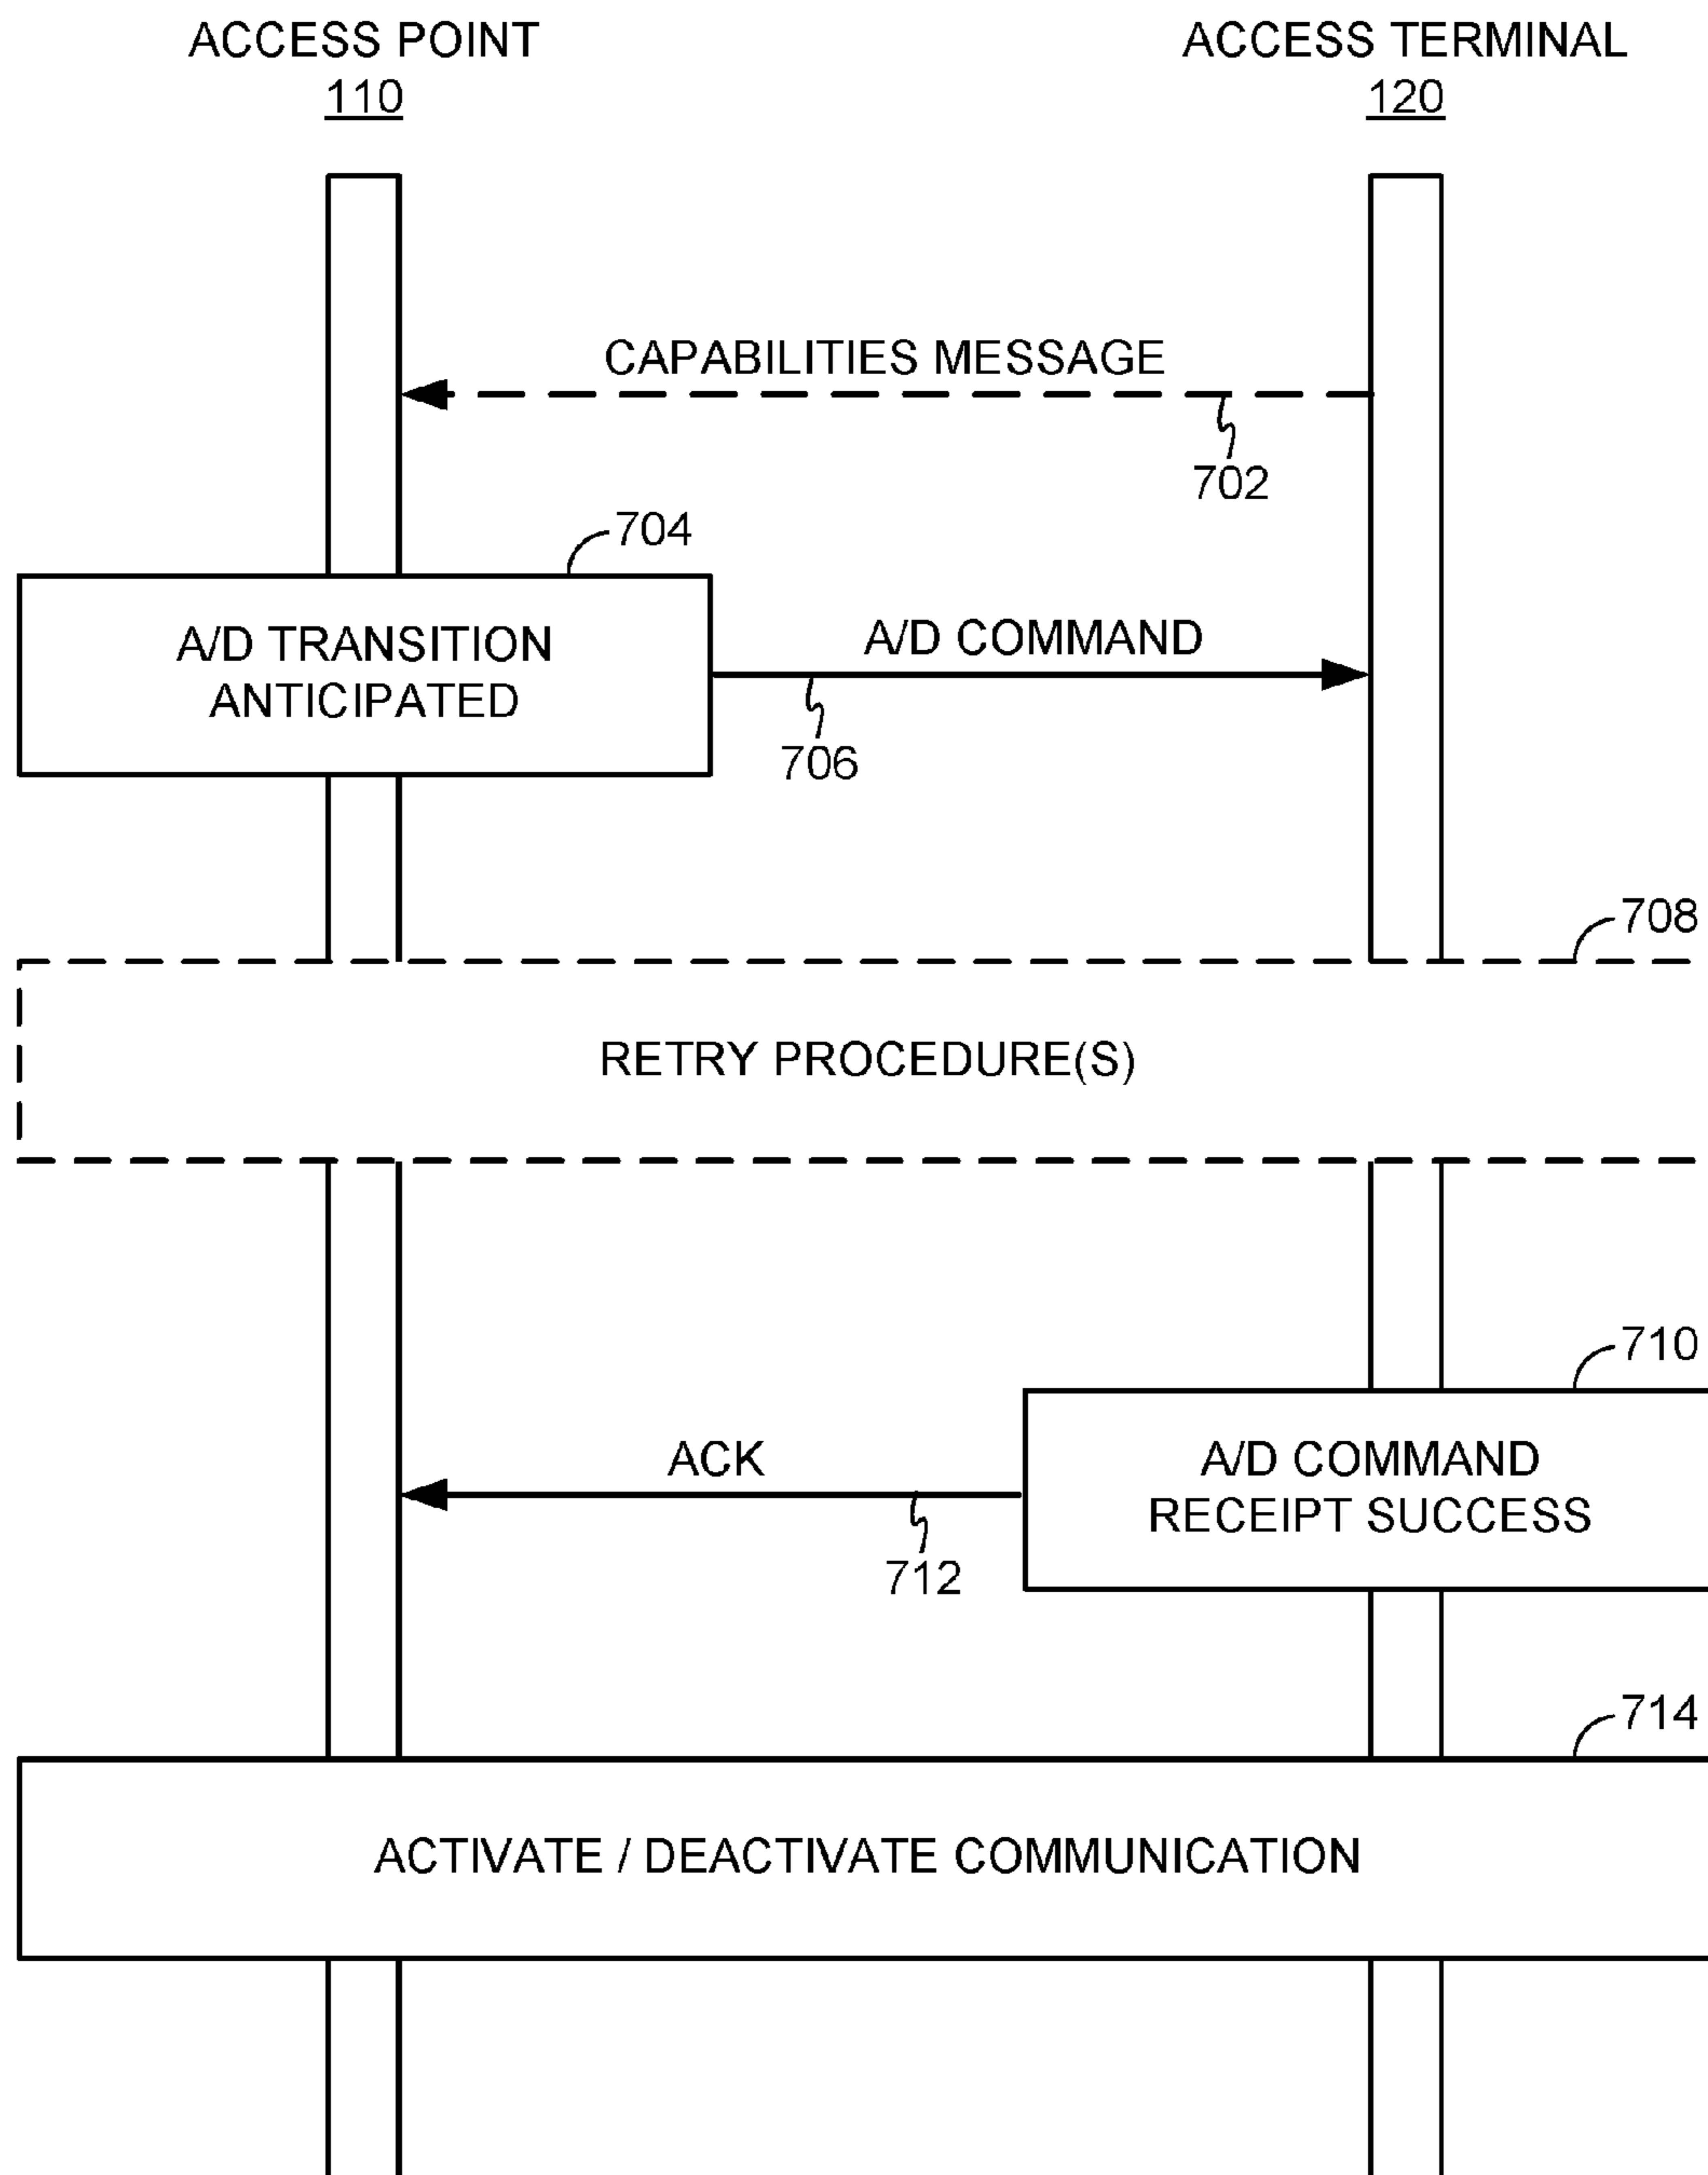 ACCESS POINT
110
ACCESS TERMINAL
120
CAPABILITIES MESSAGE
702
704
A/D TRANSITION
ANTICIPATED
A/D COMMAND
706
708
RETRY PROCEDURE(S)
710
ACK
712
A/D COMMAND
RECEIPT SUCCESS
714
ACTIVATE / DEACTIVATE COMMUNICATION